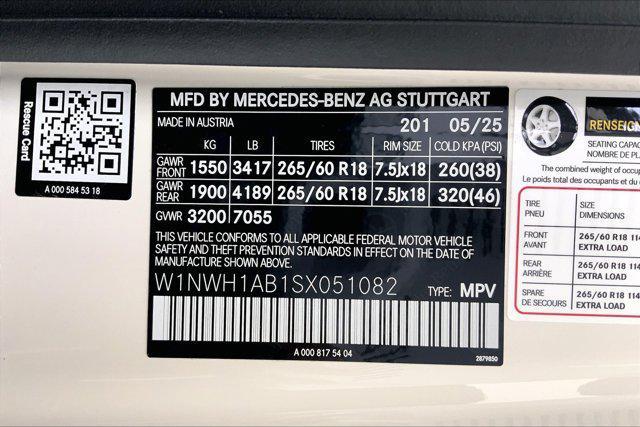 Rescue Card
A 000 584 53 18
MFD BY MERCEDES-BENZ AG STUTTGART
MADE IN AUSTRIA 201 05/25
KG LB TIRES RIM SIZE COLD KPA(PSI)
GAWR FRONT 1550 3417 265/60 R18 7.5Jx18 260(38)
GAWR REAR 1900 4189 265/60 R18 7.5Jx18 320(46)
GVWR 3200 7055
THIS VEHICLE CONFORMS TO ALL APPLICABLE FEDERAL MOTOR VEHICLE
SAFETY AND THEFT PREVENTION STANDARDS IN EFFECT ON THE DATE OF
MANUFACTURE SHOWN ABOVE.
W1NWH1AB1SX051082 TYPE: MPV
A 000 817 54 04
2879850
RENSEIGN
SEATING CAPAC
NOMBRE DE PL
The combined weight of occup
Le poids total des occupants et du
TIRE SIZE
PNEU DIMENSIONS
FRONT 265/60 R18 114
AVANT EXTRA LOAD
REAR 265/60 R18 114
ARRIÈRE EXTRA LOAD
SPARE 265/60 R18 114
DE SECOURS EXTRA LOAD